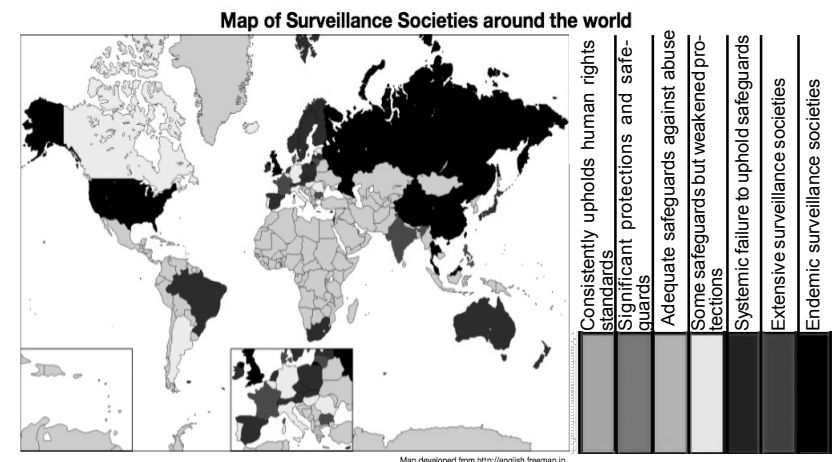 Map of Surveillance Societies around the world
Consistently upholds human rights
standards
Significant protections and safe-
guards
Adequate safeguards against abuse
Some safeguards but weakened pro-
tections
Systemic failure to uphold safeguards
Extensive surveillance societies
Endemic surveillance societies
Map developed from http://english.freemap.jp